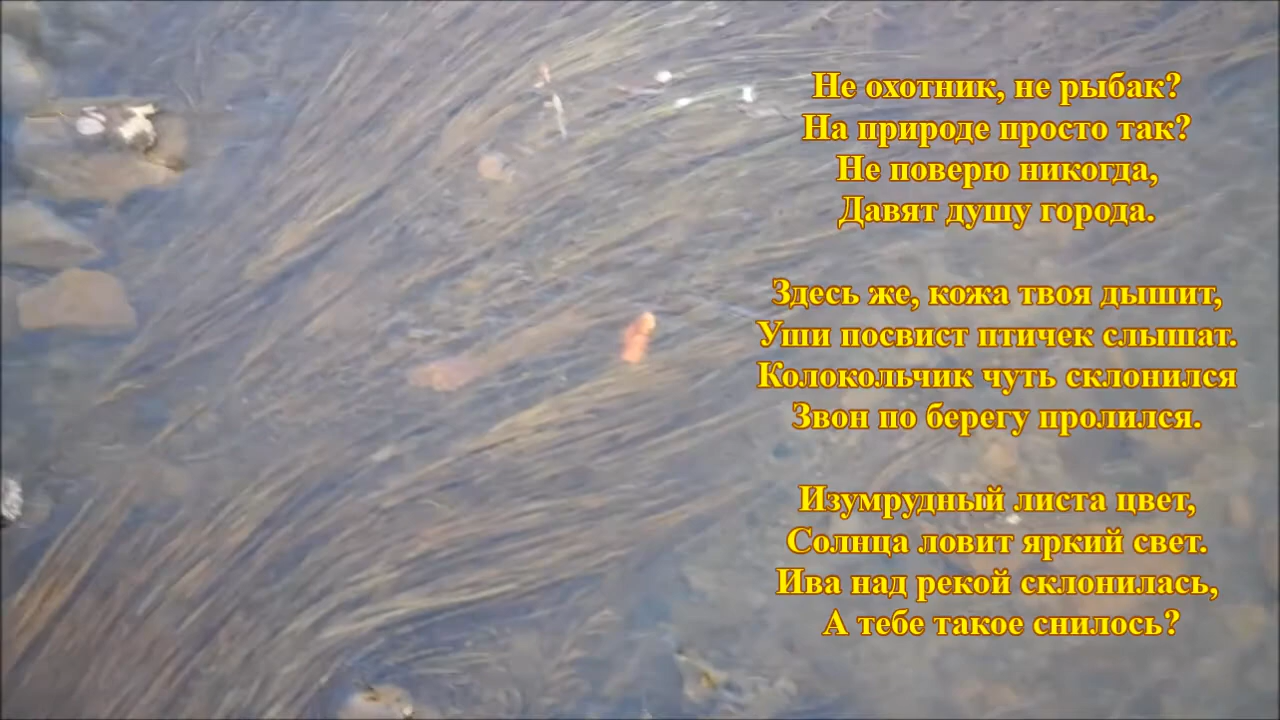 Не охотник, не рыбак?
На природе просто так?
Не поверю никогда,
Давят душу города.
Здесь же, кожа твоя дышит,
Уши посвист птичек слышат.
Колокольчик чуть склонился
Звон по берегу пролился.
Изумрудный листа цвет,
Солнца ловит яркий свет.
Ива над рекой склонилась,
А тебе такое снилось?